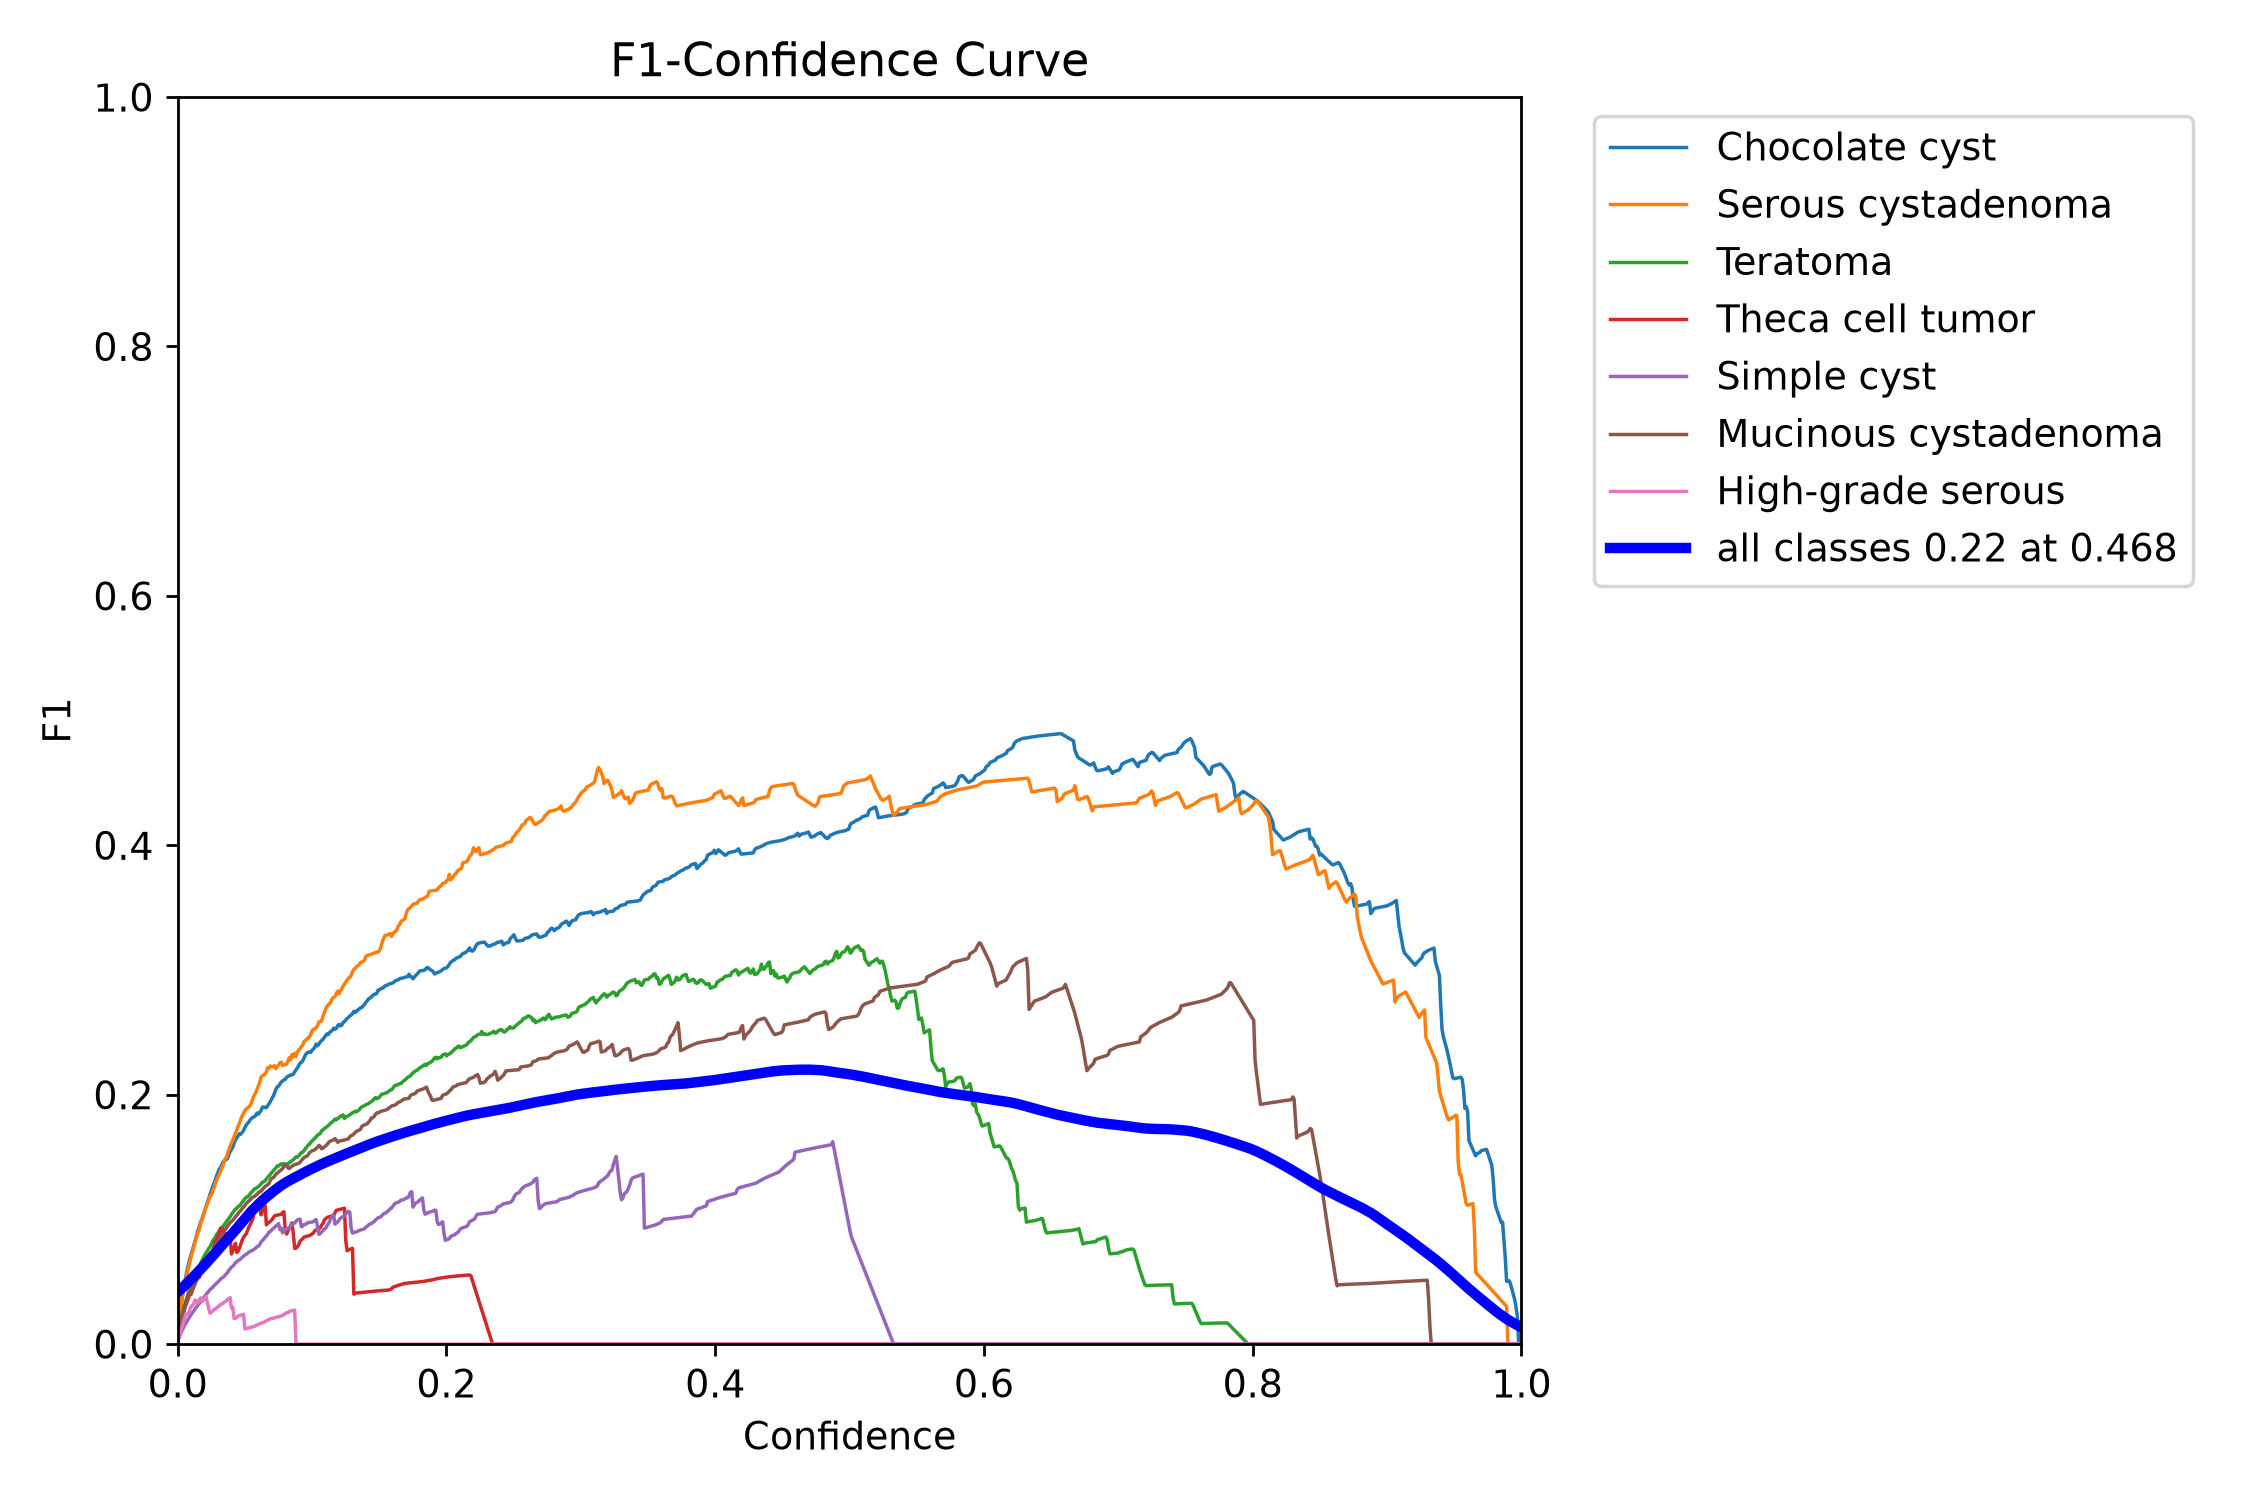 F1-Confidence Curve
1.0
0.8
0.6
0.4
0.2
0.0
F1
0.0 0.2 0.4 0.6 0.8 1.0
Confidence
Chocolate cyst
Serous cystadenoma
Teratoma
Theca cell tumor
Simple cyst
Mucinous cystadenoma
High-grade serous
all classes 0.22 at 0.468